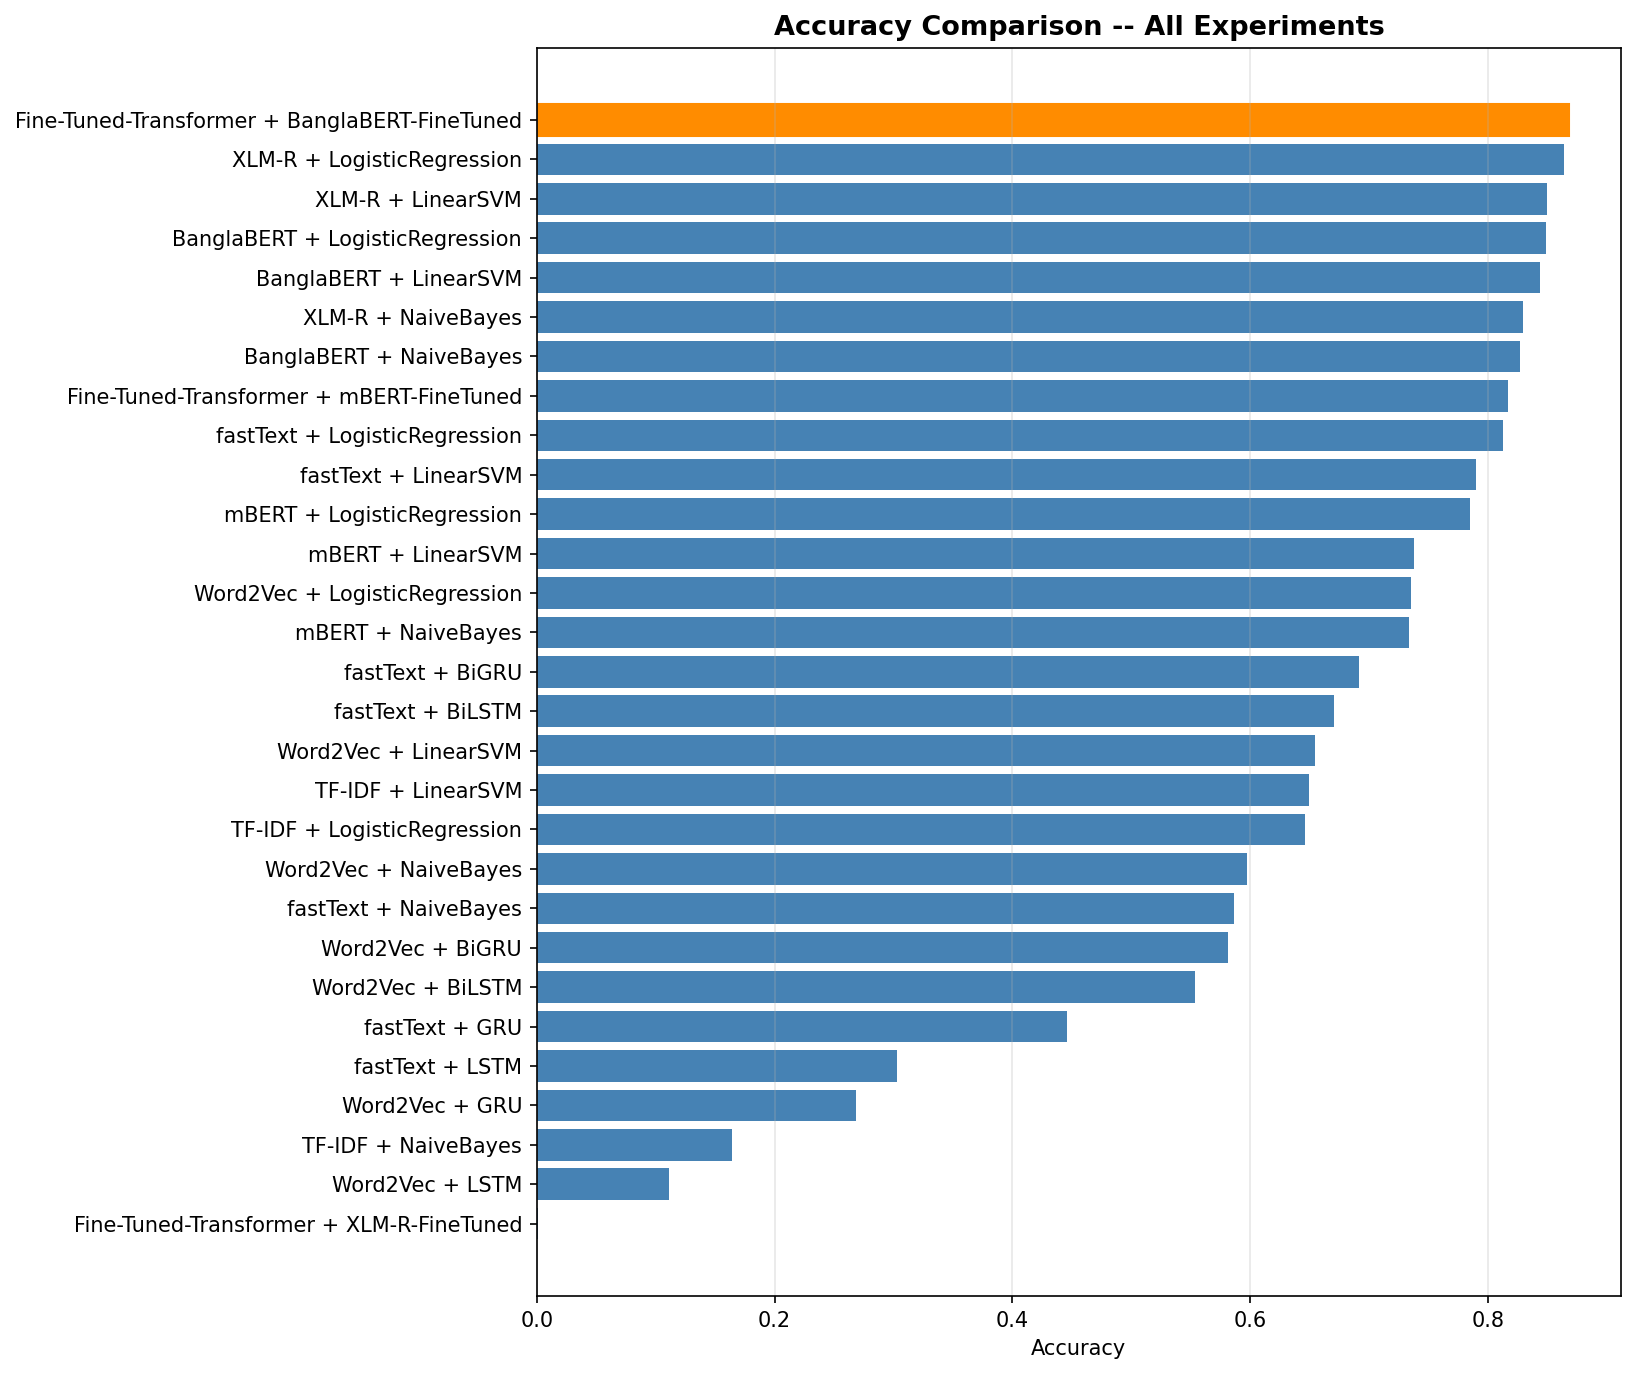 Accuracy Comparison -- All Experiments
Fine-Tuned-Transformer + BanglaBERT-FineTuned
XLM-R + LogisticRegression
XLM-R + LinearSVM
BanglaBERT + LogisticRegression
BanglaBERT + LinearSVM
XLM-R + NaiveBayes
BanglaBERT + NaiveBayes
Fine-Tuned-Transformer + mBERT-FineTuned
fastText + LogisticRegression
fastText + LinearSVM
mBERT + LogisticRegression
mBERT + LinearSVM
Word2Vec + LogisticRegression
mBERT + NaiveBayes
fastText + BiGRU
fastText + BiLSTM
Word2Vec + LinearSVM
TF-IDF + LinearSVM
TF-IDF + LogisticRegression
Word2Vec + NaiveBayes
fastText + NaiveBayes
Word2Vec + BiGRU
Word2Vec + BiLSTM
fastText + GRU
fastText + LSTM
Word2Vec + GRU
TF-IDF + NaiveBayes
Word2Vec + LSTM
Fine-Tuned-Transformer + XLM-R-FineTuned
0.0 0.2 0.4 0.6 0.8
Accuracy